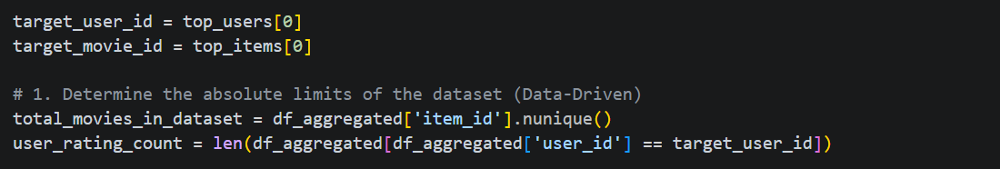 target_user_id = top_users[0]
target_movie_id = top_items[0]
# 1. Determine the absolute limits of the dataset (Data-Driven)
total_movies_in_dataset = df_aggregated['item_id'].nunique()
user_rating_count = len(df_aggregated[df_aggregated['user_id'] == target_user_id])